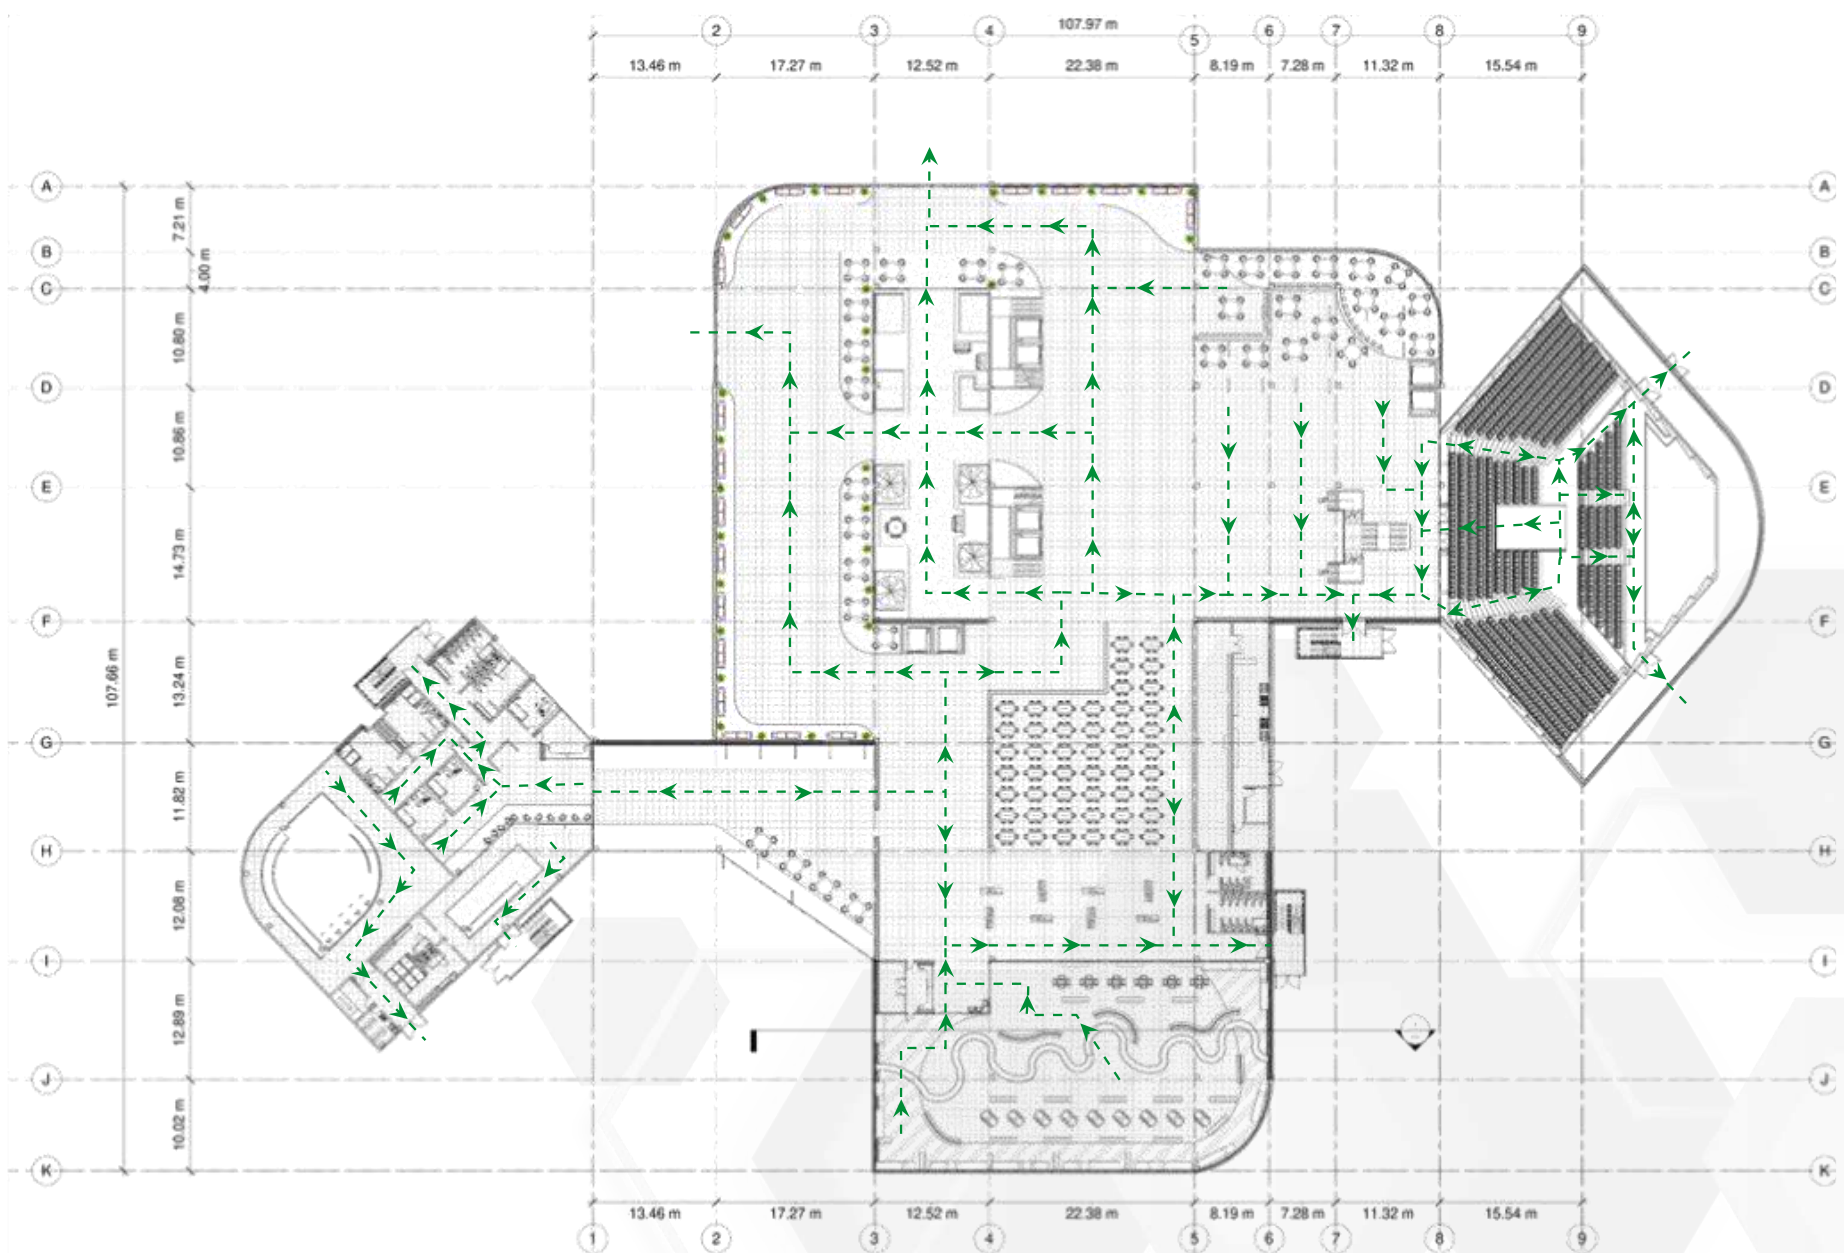 107.97 m
2 3 4 5 6 7 8 9
13.46 m 17.27 m 12.52 m 22.38 m 8.19 m 7.28 m 11.32 m 15.54 m
A A
7.21 m
B B
4.00 m
C C
10.80 m
D D
10.86 m
E E
14.73 m
F F
107.66 m
13.24 m
G G
11.82 m
H H
12.08 m
I I
12.89 m
J J
10.02 m
K K
13.46 m 17.27 m 12.52 m 22.38 m 8.19 m 7.28 m 11.32 m 15.54 m
1 2 3 4 5 6 7 8 9